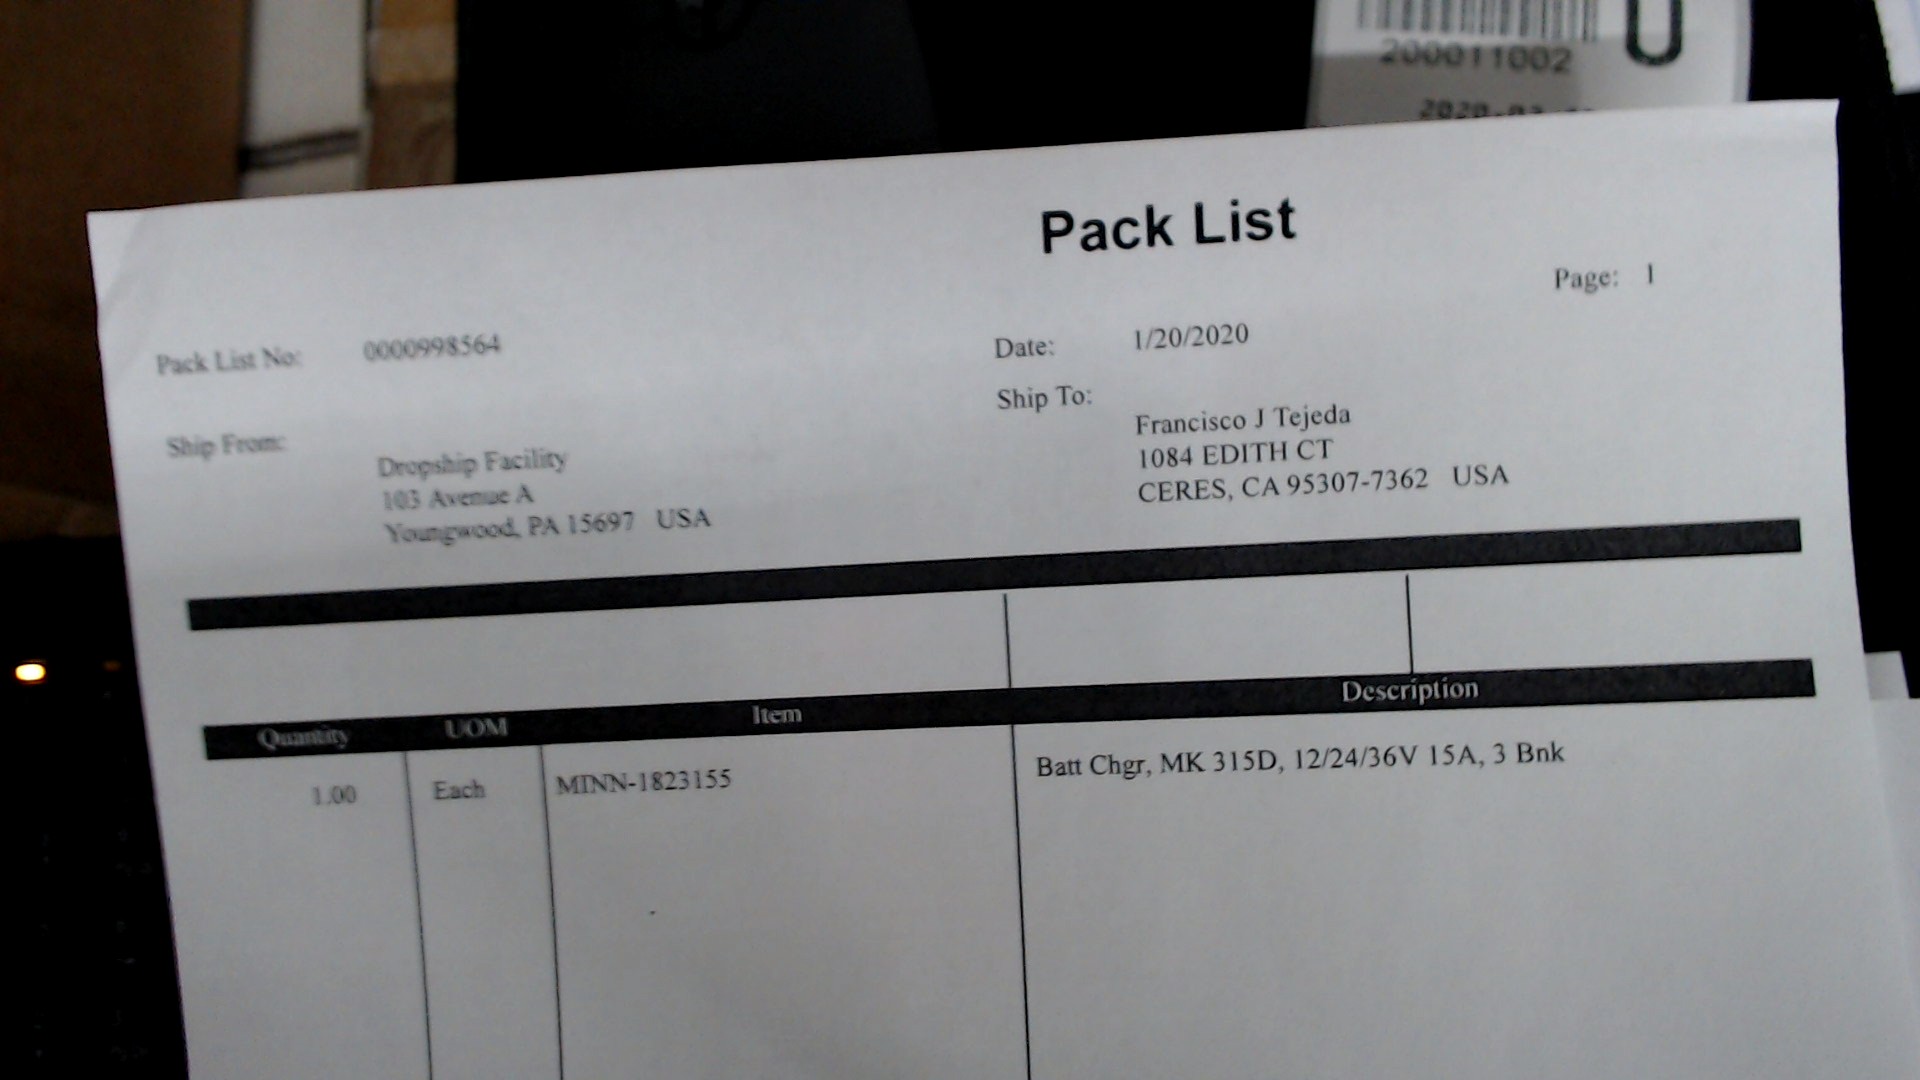 200011002
U
Pack List
Page: 1
Pack List No: 0000998564
Date: 1/20/2020
Ship To:
Francisco J Tejeda
1084 EDITH CT
CERES, CA 95307-7362 USA
Ship From:
Dropship Facility
103 Avenue A
Youngwood, PA 15697 USA
Quantity UOM Item Description
1.00 Each MINN-1823155 Batt Chgr, MK 315D, 12/24/36V 15A, 3 Bnk